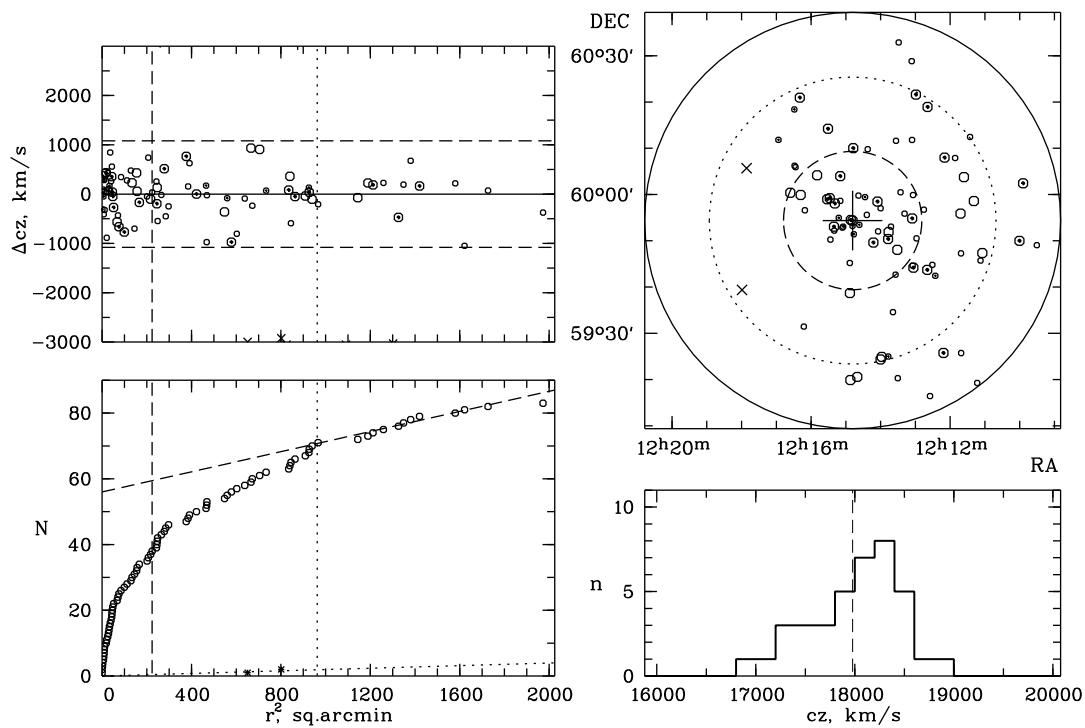 2000
1000
0
−1000
−2000
−3000
Δcz, km/s
80
60
40
20
0
N
0 400 800 1200 1600 2000
r², sq.arcmin
DEC
60°30'
60°00'
59°30'
12ʰ20ᵐ 12ʰ16ᵐ 12ʰ12ᵐ
RA
10
5
0
n
16000 17000 18000 19000 20000
cz, km/s